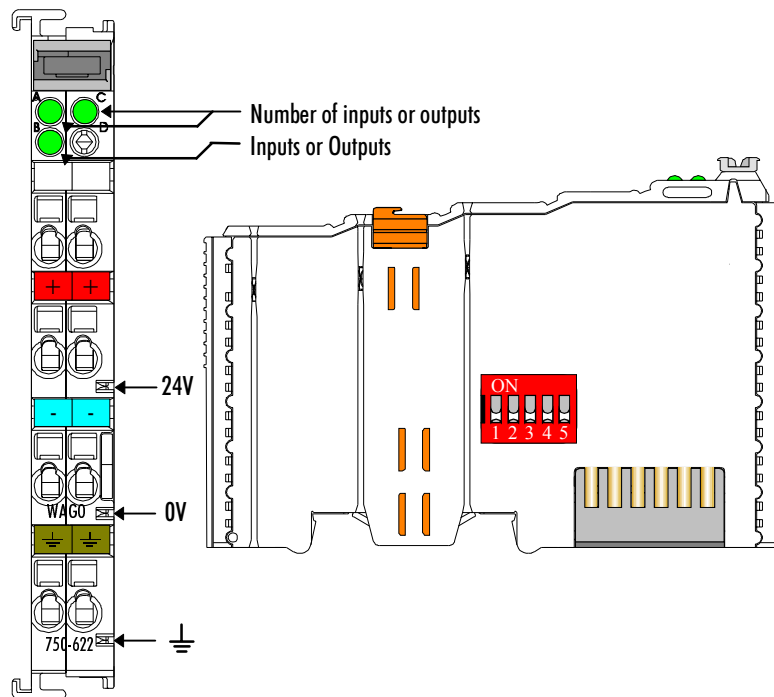 A C
B D
Number of inputs or outputs
Inputs or Outputs
+ +
24V
- -
WAGO
0V
750-622
ON
1 2 3 4 5